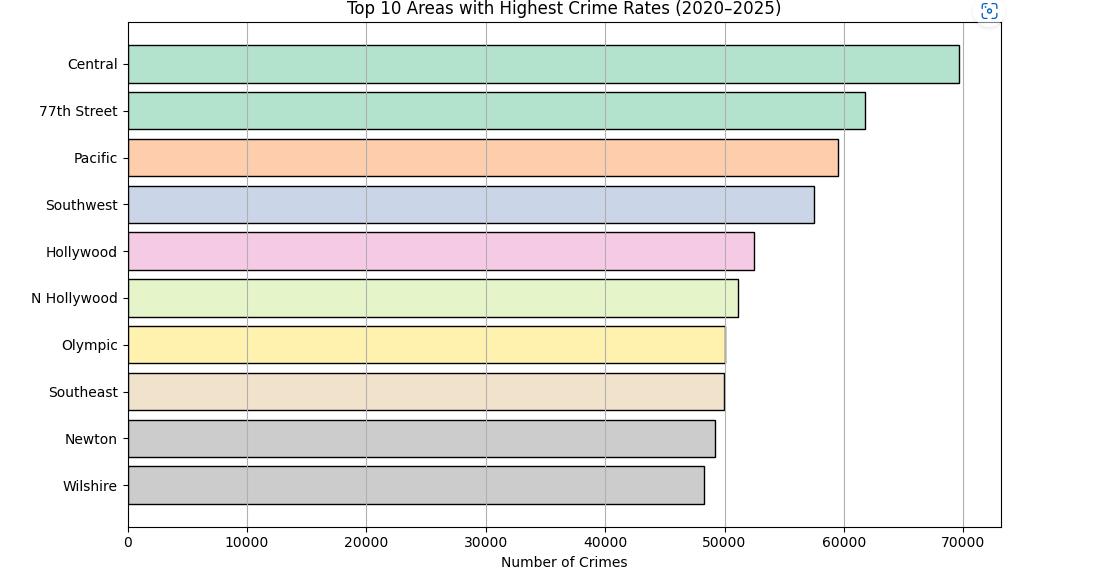 Top 10 Areas with Highest Crime Rates (2020–2025)
Central
77th Street
Pacific
Southwest
Hollywood
N Hollywood
Olympic
Southeast
Newton
Wilshire
0 10000 20000 30000 40000 50000 60000 70000
Number of Crimes